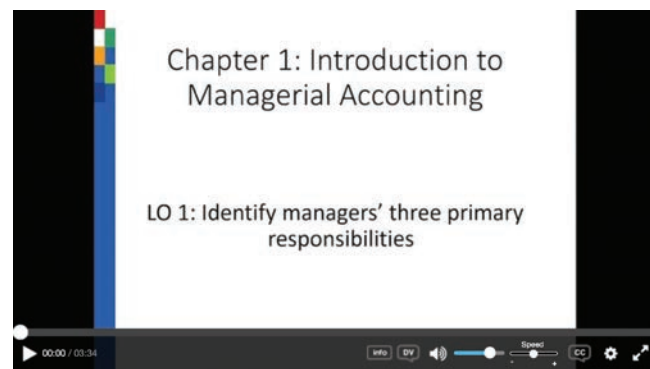 Chapter 1: Introduction to
Managerial Accounting
LO 1: Identify managers’ three primary
responsibilities
00:00 / 03:34
info
DV
Speed
- +
CC